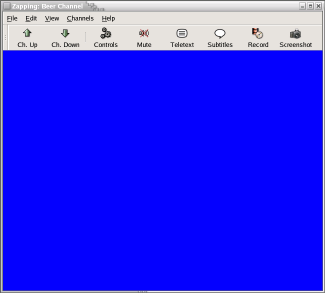 Zapping: Beer Channel
File Edit View Channels Help
Ch. Up Ch. Down Controls Mute Teletext Subtitles Record Screenshot